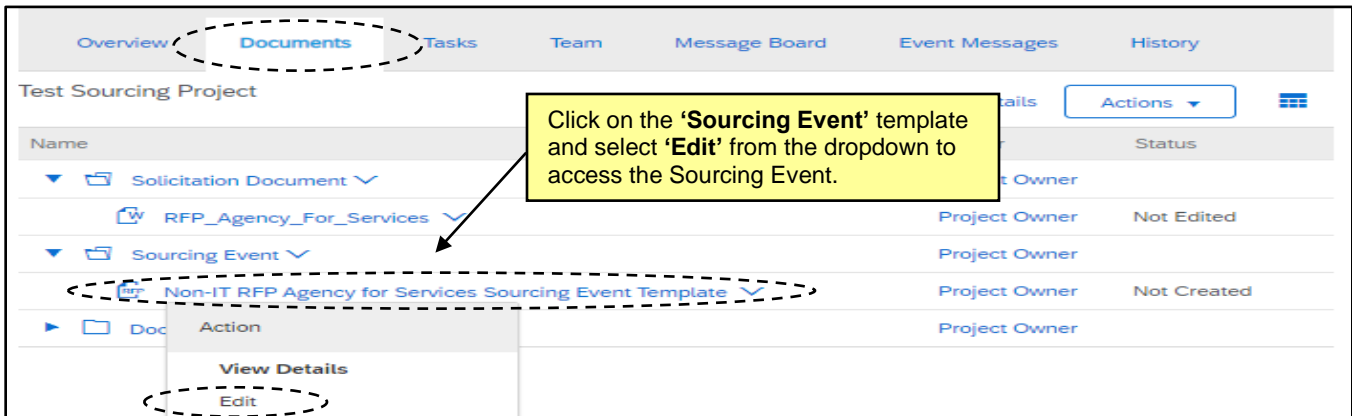 Overview Documents Tasks Team Message Board Event Messages History
Test Sourcing Project
Actions
Click on the ‘Sourcing Event’ template
and select ‘Edit’ from the dropdown to
access the Sourcing Event.
Name Status
Solicitation Document Owner
RFP_Agency_For_Services Project Owner Not Edited
Sourcing Event Project Owner
Non-IT RFP Agency for Services Sourcing Event Template Project Owner Not Created
Project Owner
Action
View Details
Edit